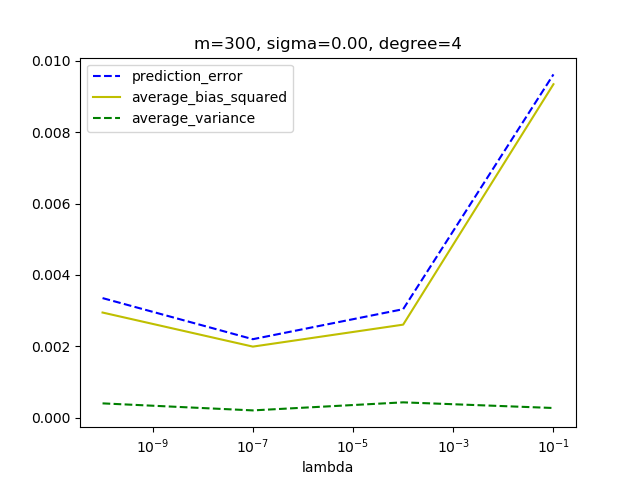 m=300, sigma=0.00, degree=4
prediction_error
average_bias_squared
average_variance
0.010
0.008
0.006
0.004
0.002
0.000
10⁻⁹
10⁻⁷
10⁻⁵
10⁻³
10⁻¹
lambda